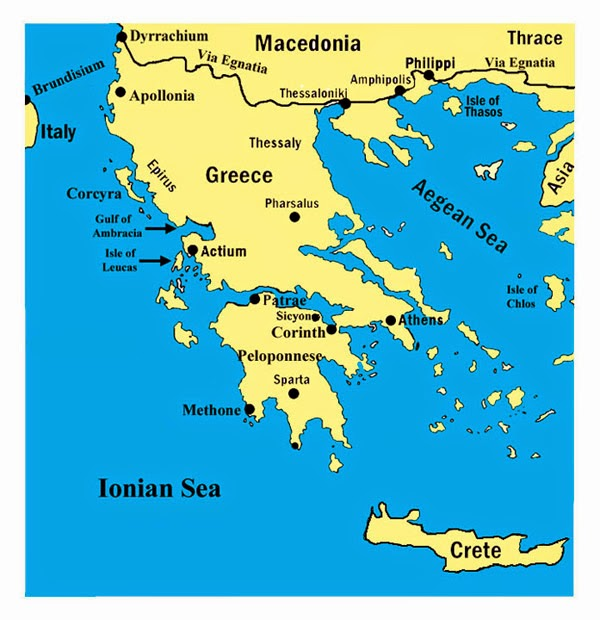 Dyrrachium
Macedonia
Thrace
Via Egnatia
Philippi
Via Egnatia
Brundisium
Amphipolis
Thessaloniki
Apollonia
Isle of
Thasos
Italy
Thessaly
Epirus
Greece
Asia
Corcyra
Pharsalus
Aegean Sea
Gulf of
Ambracia
Actium
Isle of
Leucas
Isle of
Chlos
Patrae
Sicyon
Athens
Corinth
Peloponnese
Sparta
Methone
Ionian Sea
Crete